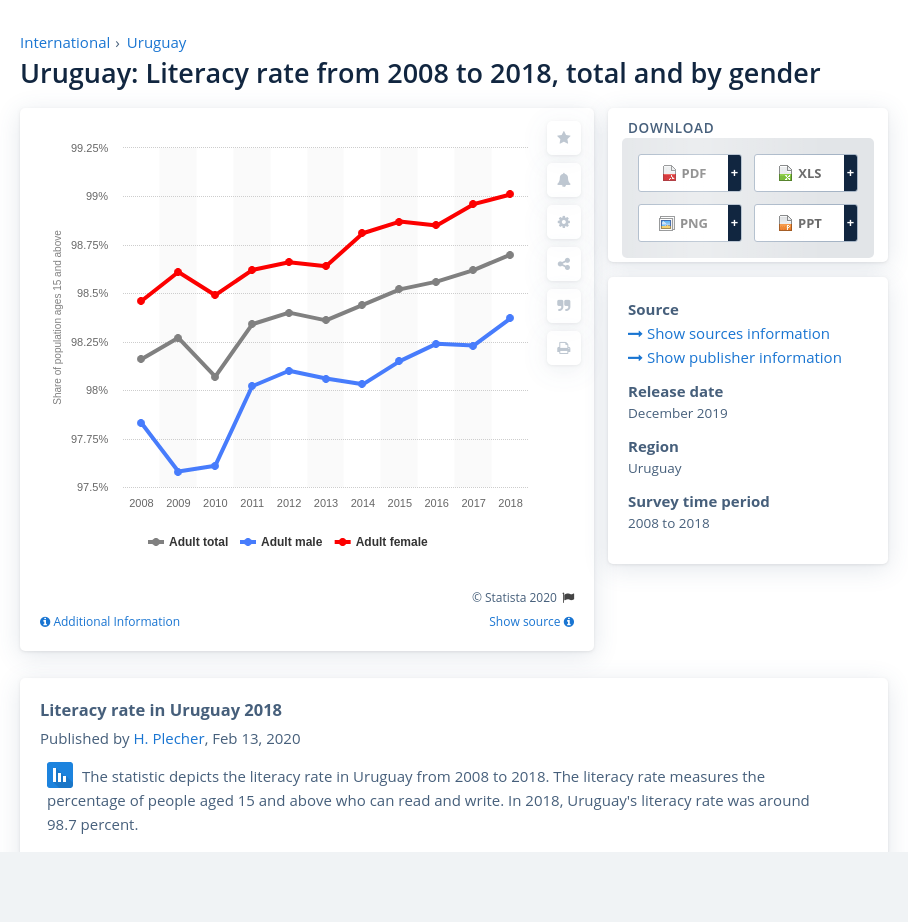 International › Uruguay
Uruguay: Literacy rate from 2008 to 2018, total and by gender
99.25%
99%
98.75%
98.5%
98.25%
98%
97.75%
97.5%
Share of population ages 15 and above
2008 2009 2010 2011 2012 2013 2014 2015 2016 2017 2018
Adult total Adult male Adult female
© Statista 2020
Additional Information
Show source
DOWNLOAD
PDF + XLS +
PNG + PPT +
Source
Show sources information
Show publisher information
Release date
December 2019
Region
Uruguay
Survey time period
2008 to 2018
Literacy rate in Uruguay 2018
Published by H. Plecher, Feb 13, 2020
The statistic depicts the literacy rate in Uruguay from 2008 to 2018. The literacy rate measures the
percentage of people aged 15 and above who can read and write. In 2018, Uruguay's literacy rate was around
98.7 percent.